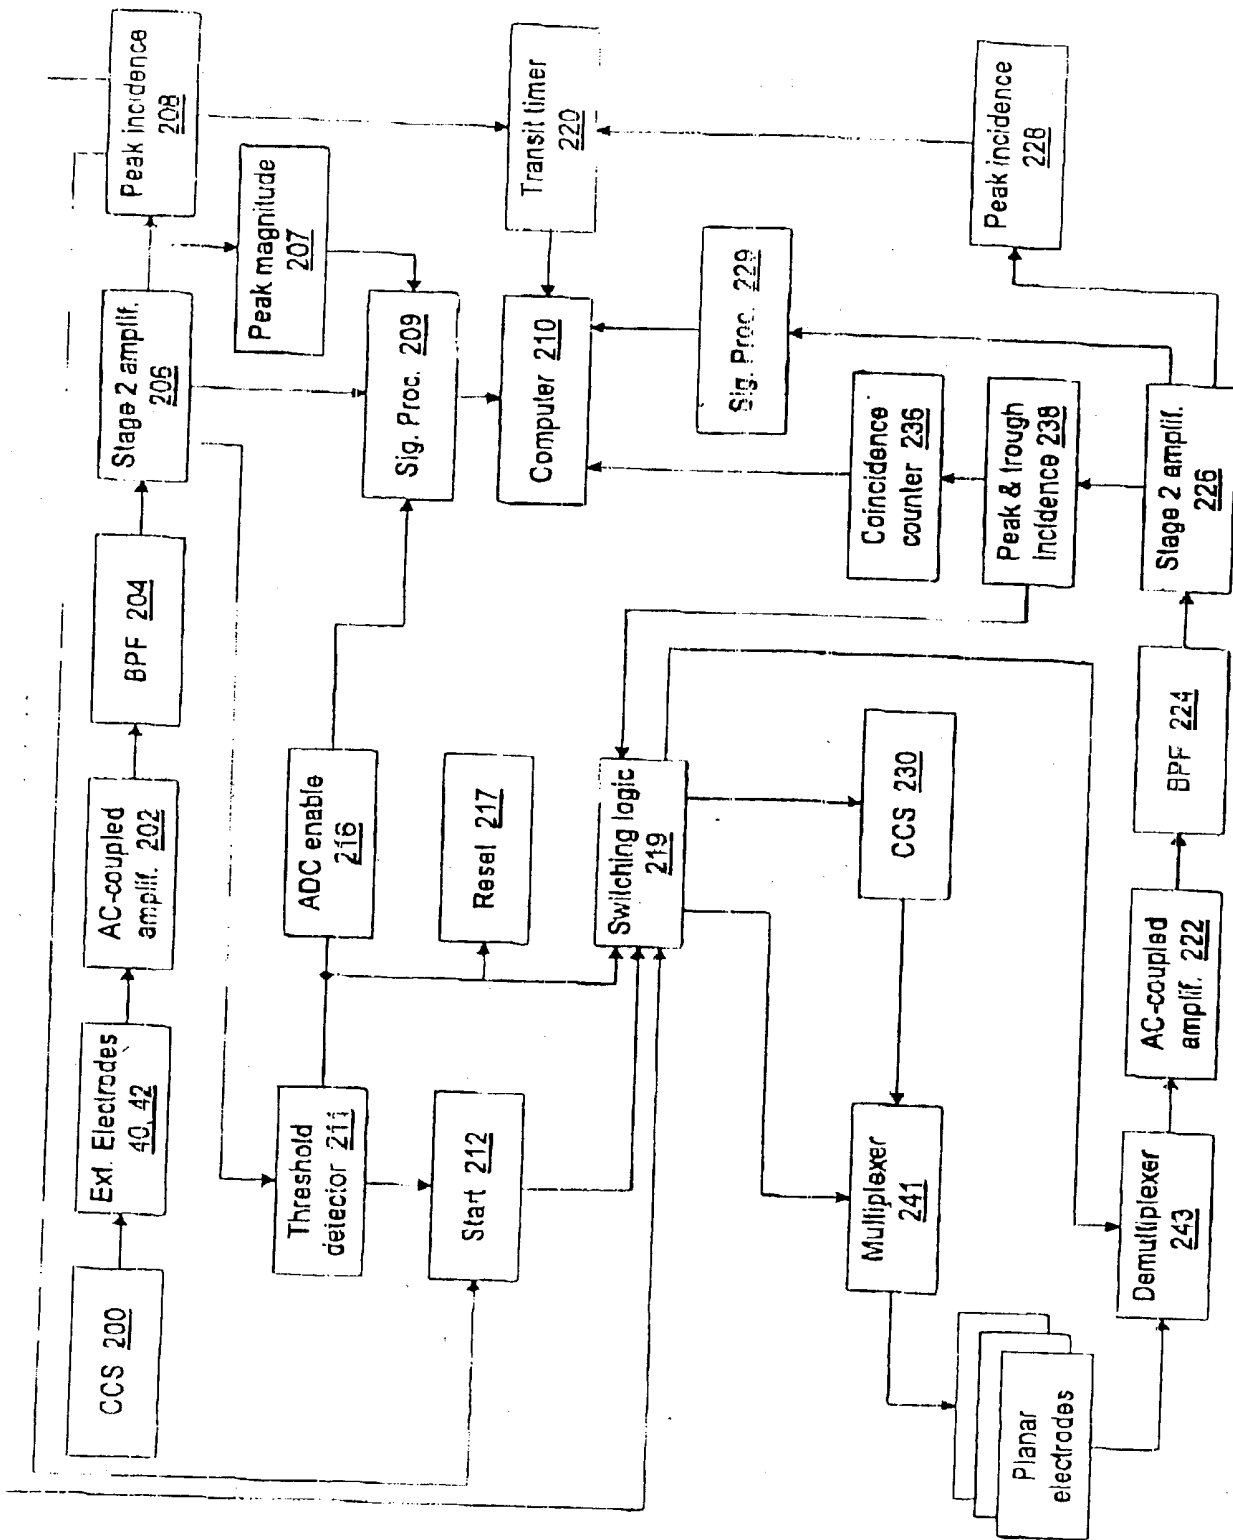 CCS 200
Ext. Electrodes
40, 42
AC-coupled
amplif. 202
BPF 204
Stage 2 amplif.
206
Peak incidence
208
Peak magnitude
207
Threshold
detector 211
ADC enable
216
Sig. Proc. 209
Start 212
Reset 217
Computer 210
Transit timer
220
Switching logic
219
Sig. Proc. 229
Multiplexer
241
CCS 230
Coincidence
counter 236
Peak & trough
incidence 238
Peak incidence
228
Planar
electrodes
Demultiplexer
243
AC-coupled
amplif. 222
BPF 224
Stage 2 amplif.
226